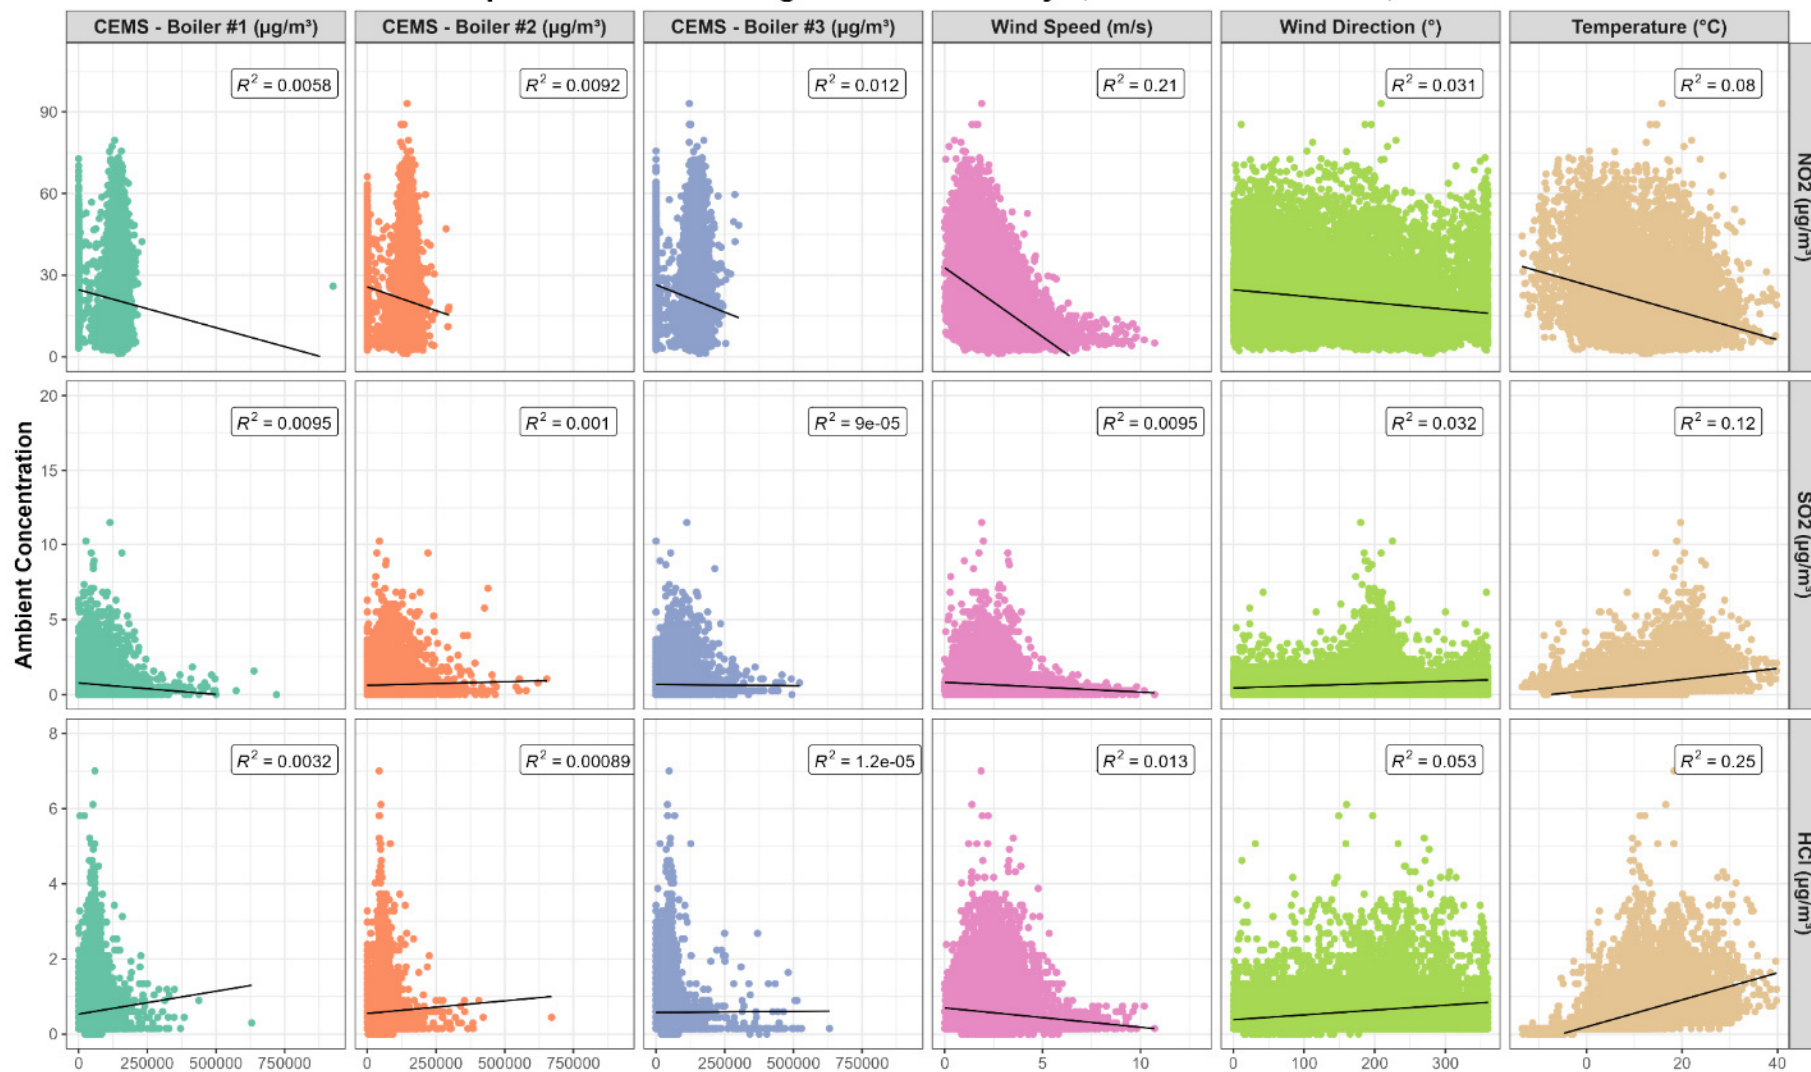 CEMS - Boiler #1 (µg/m³) CEMS - Boiler #2 (µg/m³) CEMS - Boiler #3 (µg/m³) Wind Speed (m/s) Wind Direction (°) Temperature (°C)
R² = 0.0058 R² = 0.0092 R² = 0.012 R² = 0.21 R² = 0.031 R² = 0.08
90
60
30
0
NO2 (µg/m³)
Ambient Concentration
R² = 0.0095 R² = 0.001 R² = 9e-05 R² = 0.0095 R² = 0.032 R² = 0.12
20
15
10
5
0
SO2 (µg/m³)
R² = 0.0032 R² = 0.00089 R² = 1.2e-05 R² = 0.013 R² = 0.053 R² = 0.25
8
6
4
2
0
HCl (µg/m³)
0 250000 500000 750000 0 250000 500000 750000 0 250000 500000 750000 0 5 10 0 100 200 300 0 20 40